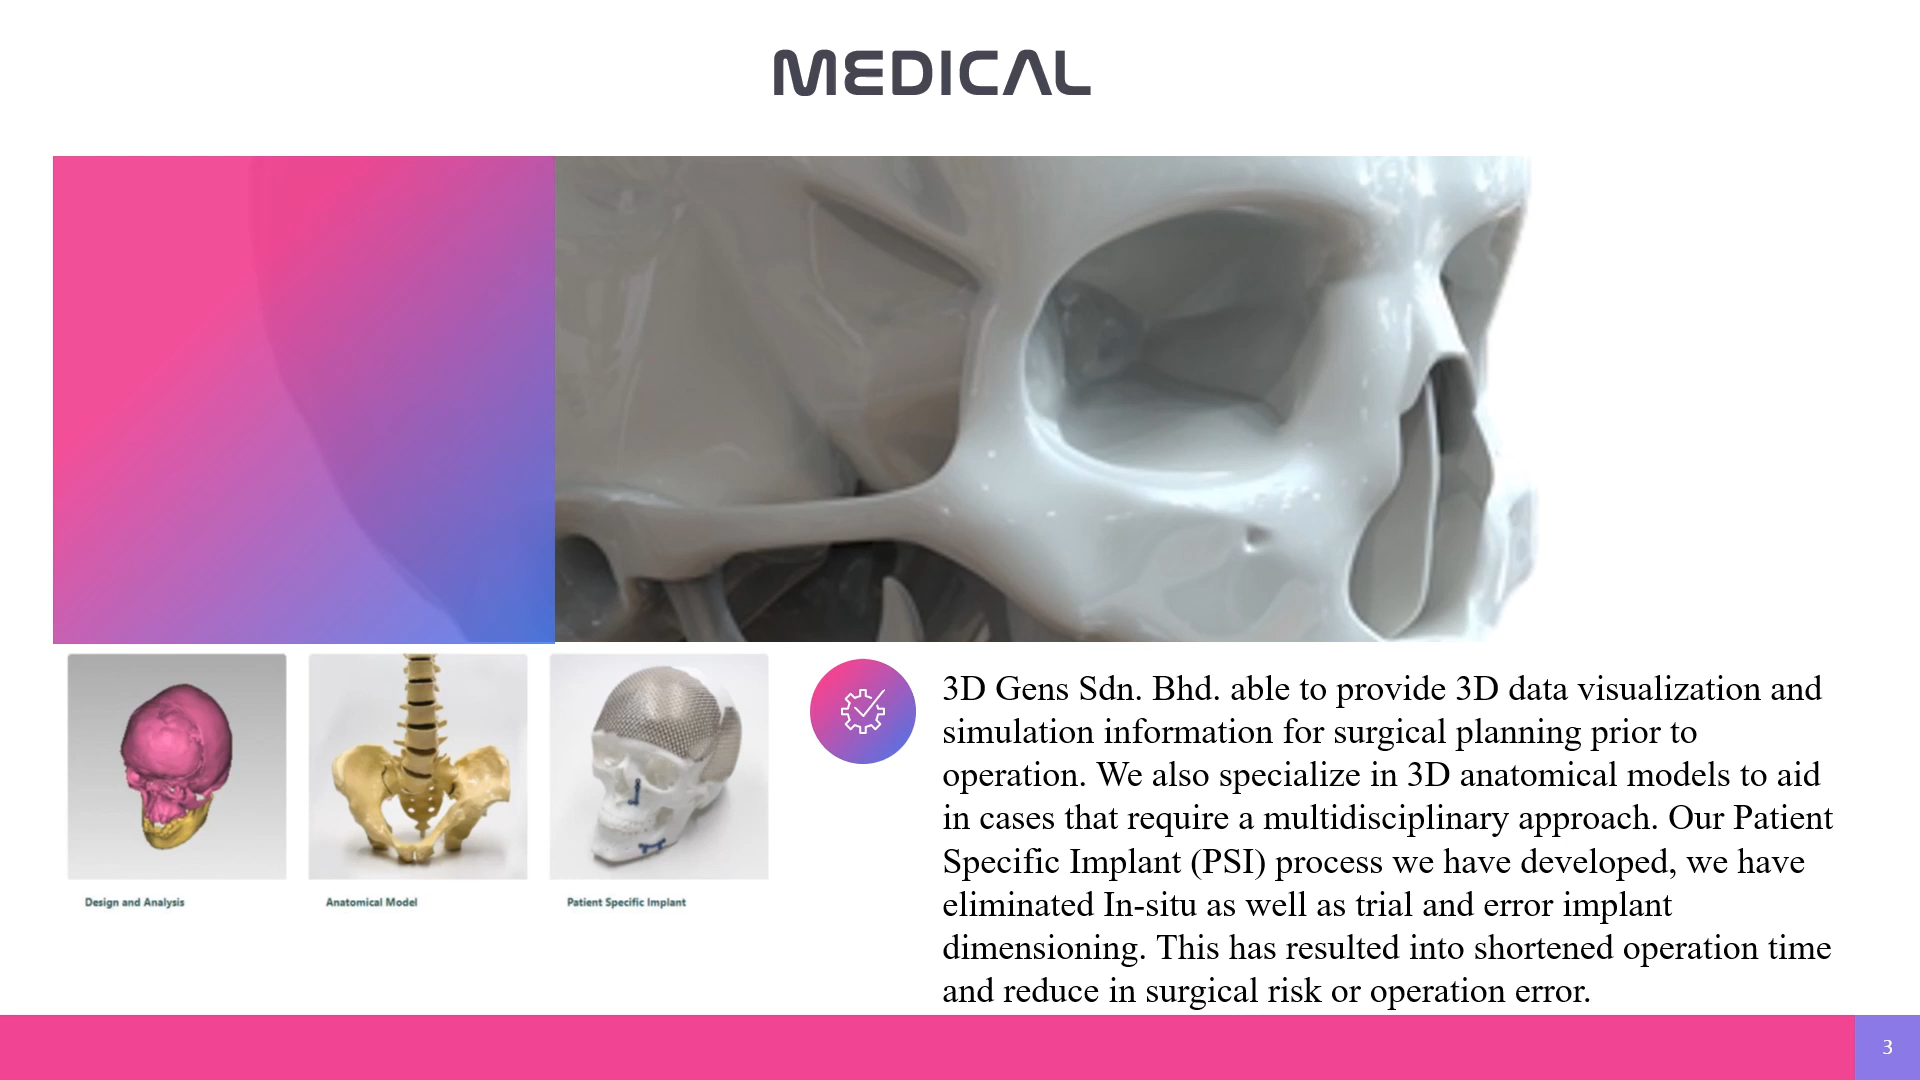 MEDICAL
Design and Analysis
Anatomical Model
Patient Specific Implant
3D Gens Sdn. Bhd. able to provide 3D data visualization and
simulation information for surgical planning prior to
operation. We also specialize in 3D anatomical models to aid
in cases that require a multidisciplinary approach. Our Patient
Specific Implant (PSI) process we have developed, we have
eliminated In-situ as well as trial and error implant
dimensioning. This has resulted into shortened operation time
and reduce in surgical risk or operation error.
3